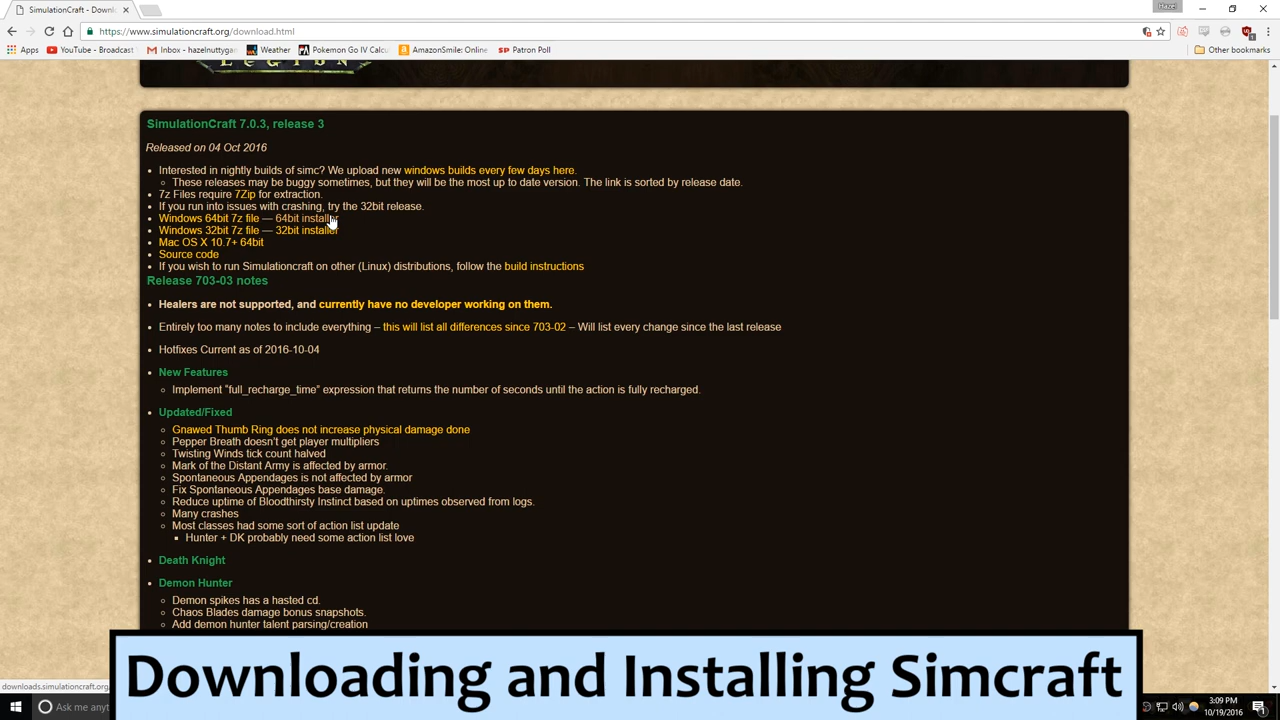 SimulationCraft - Downlo
Hazel
https://www.simulationcraft.org/download.html
Apps
YouTube - Broadcast
Inbox - hazelnuttygam
Weather
Pokemon Go IV Calcu
AmazonSmile: Online
Patron Poll
Other bookmarks
LEGION
SimulationCraft 7.0.3, release 3
Released on 04 Oct 2016
Interested in nightly builds of simc? We upload new windows builds every few days here.
These releases may be buggy sometimes, but they will be the most up to date version. The link is sorted by release date.
7z Files require 7Zip for extraction.
If you run into issues with crashing, try the 32bit release.
Windows 64bit 7z file — 64bit installer
Windows 32bit 7z file — 32bit installer
Mac OS X 10.7+ 64bit
Source code
If you wish to run Simulationcraft on other (Linux) distributions, follow the build instructions
Release 703-03 notes
Healers are not supported, and currently have no developer working on them.
Entirely too many notes to include everything – this will list all differences since 703-02 – Will list every change since the last release
Hotfixes Current as of 2016-10-04
New Features
Implement “full_recharge_time” expression that returns the number of seconds until the action is fully recharged.
Updated/Fixed
Gnawed Thumb Ring does not increase physical damage done
Pepper Breath doesn't get player multipliers
Twisting Winds tick count halved
Mark of the Distant Army is affected by armor.
Spontaneous Appendages is not affected by armor
Fix Spontaneous Appendages base damage.
Reduce uptime of Bloodthirsty Instinct based on uptimes observed from logs.
Many crashes
Most classes had some sort of action list update
Hunter + DK probably need some action list love
Death Knight
Demon Hunter
Demon spikes has a hasted cd.
Chaos Blades damage bonus snapshots.
Add demon hunter talent parsing/creation
Downloading and Installing Simcraft
downloads.simulationcraft.org
Ask me anyt
3:09 PM
10/19/2016